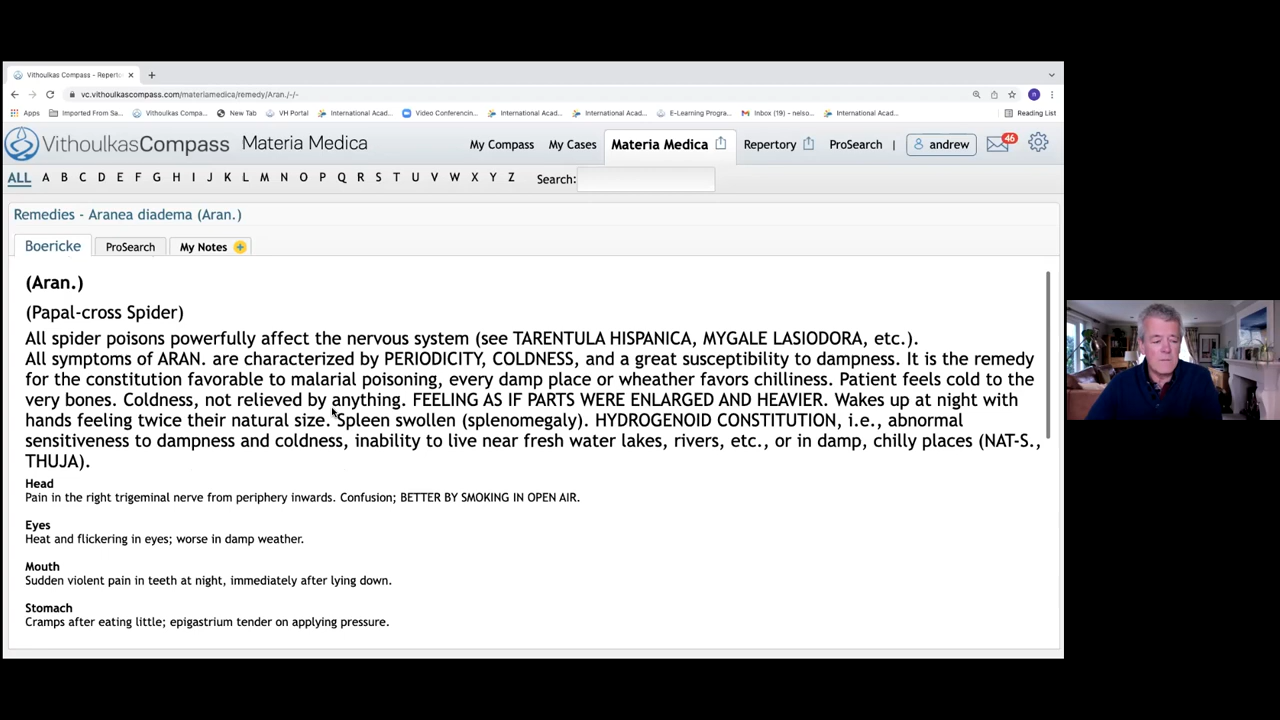 Vithoulkas Compass - Repert
vc.vithoulkascompass.com/materiamedica/remedy/Aran./-/-
Apps Imported From Sa... Vithoulkas Compa... New Tab VH Portal International Acad... Video Conferencin... International Acad... International Acad... E-Learning Progra... Inbox (19) - nelso... International Acad... Reading List
VithoulkasCompass Materia Medica My Compass My Cases Materia Medica Repertory ProSearch | andrew 46
ALL A B C D E F G H I J K L M N O P Q R S T U V W X Y Z Search:
Remedies - Aranea diadema (Aran.)
Boericke ProSearch My Notes
(Aran.)
(Papal-cross Spider)
All spider poisons powerfully affect the nervous system (see TARENTULA HISPANICA, MYGALE LASIODORA, etc.).
All symptoms of ARAN. are characterized by PERIODICITY, COLDNESS, and a great susceptibility to dampness. It is the remedy
for the constitution favorable to malarial poisoning, every damp place or wheather favors chilliness. Patient feels cold to the
very bones. Coldness, not relieved by anything. FEELING AS IF PARTS WERE ENLARGED AND HEAVIER. Wakes up at night with
hands feeling twice their natural size. Spleen swollen (splenomegaly). HYDROGENOID CONSTITUTION, i.e., abnormal
sensitiveness to dampness and coldness, inability to live near fresh water lakes, rivers, etc., or in damp, chilly places (NAT-S.,
THUJA).
Head
Pain in the right trigeminal nerve from periphery inwards. Confusion; BETTER BY SMOKING IN OPEN AIR.
Eyes
Heat and flickering in eyes; worse in damp weather.
Mouth
Sudden violent pain in teeth at night, immediately after lying down.
Stomach
Cramps after eating little; epigastrium tender on applying pressure.